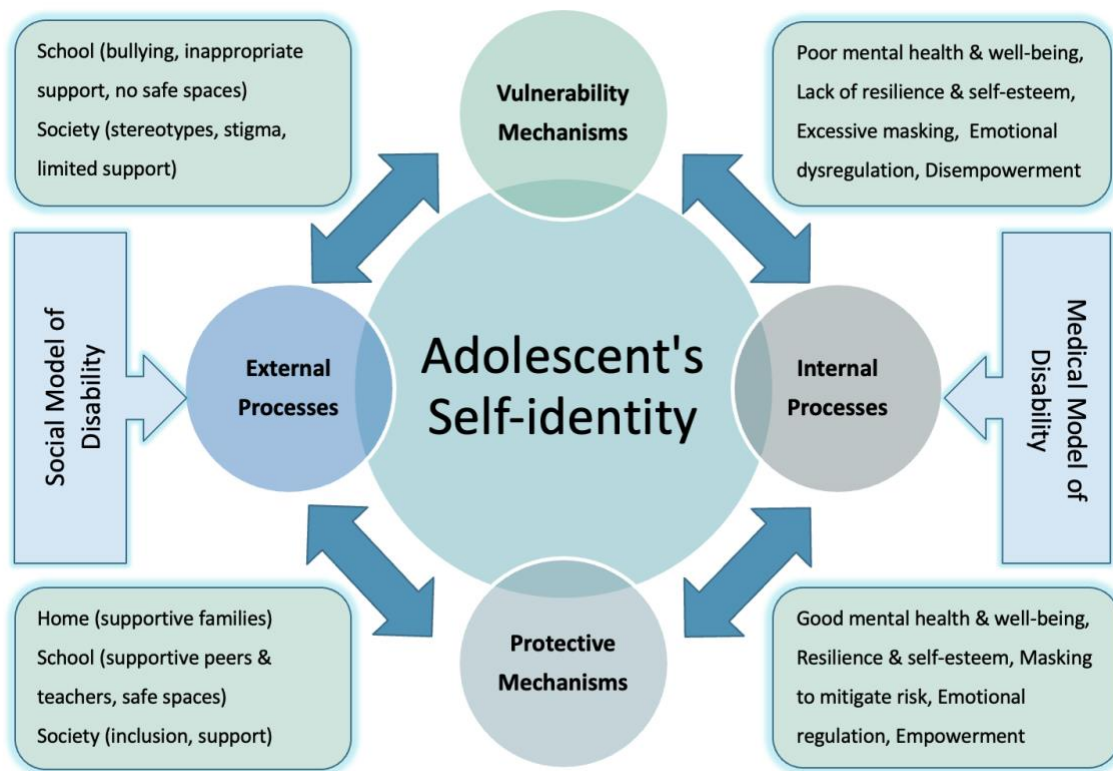 School (bullying, inappropriate
support, no safe spaces)
Society (stereotypes, stigma,
limited support)
Vulnerability
Mechanisms
Poor mental health & well-being,
Lack of resilience & self-esteem,
Excessive masking, Emotional
dysregulation, Disempowerment
Social Model of
Disability
External
Processes
Adolescent's
Self-identity
Internal
Processes
Medical Model of
Disability
Home (supportive families)
School (supportive peers &
teachers, safe spaces)
Society (inclusion, support)
Protective
Mechanisms
Good mental health & well-being,
Resilience & self-esteem, Masking
to mitigate risk, Emotional
regulation, Empowerment